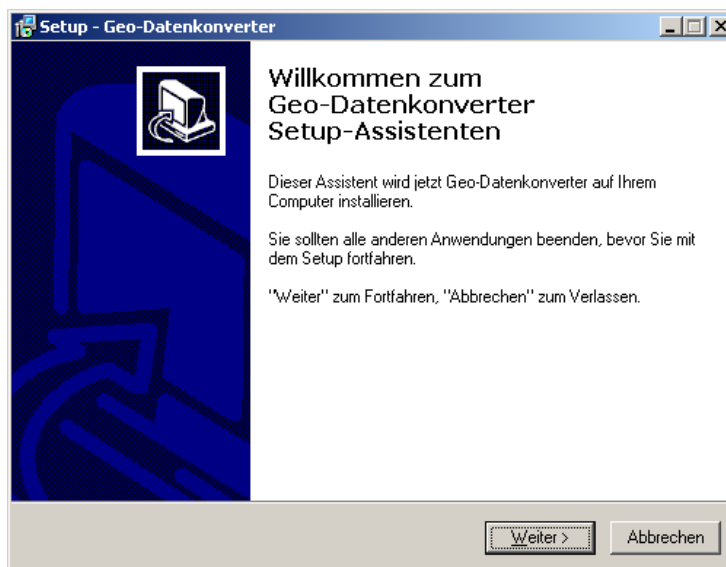 Setup - Geo-Datenkonverter
Willkommen zum
Geo-Datenkonverter
Setup-Assistenten
Dieser Assistent wird jetzt Geo-Datenkonverter auf Ihrem
Computer installieren.
Sie sollten alle anderen Anwendungen beenden, bevor Sie mit
dem Setup fortfahren.
"Weiter" zum Fortfahren, "Abbrechen" zum Verlassen.
Weiter >
Abbrechen